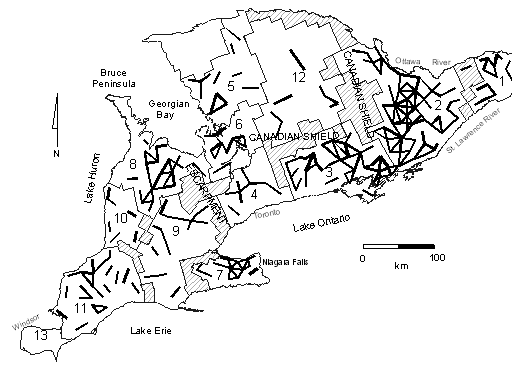 Ottawa River
CANADIAN SHIELD
12
1
5
2
Bruce
Peninsula
Georgian
Bay
6
CANADIAN SHIELD
St. Lawrence River
N
8
3
Lake Huron
ESCARPMENT
4
10
Toronto
Lake Ontario
9
Niagara Falls
7
0 100
km
11
Windsor
Lake Erie
13